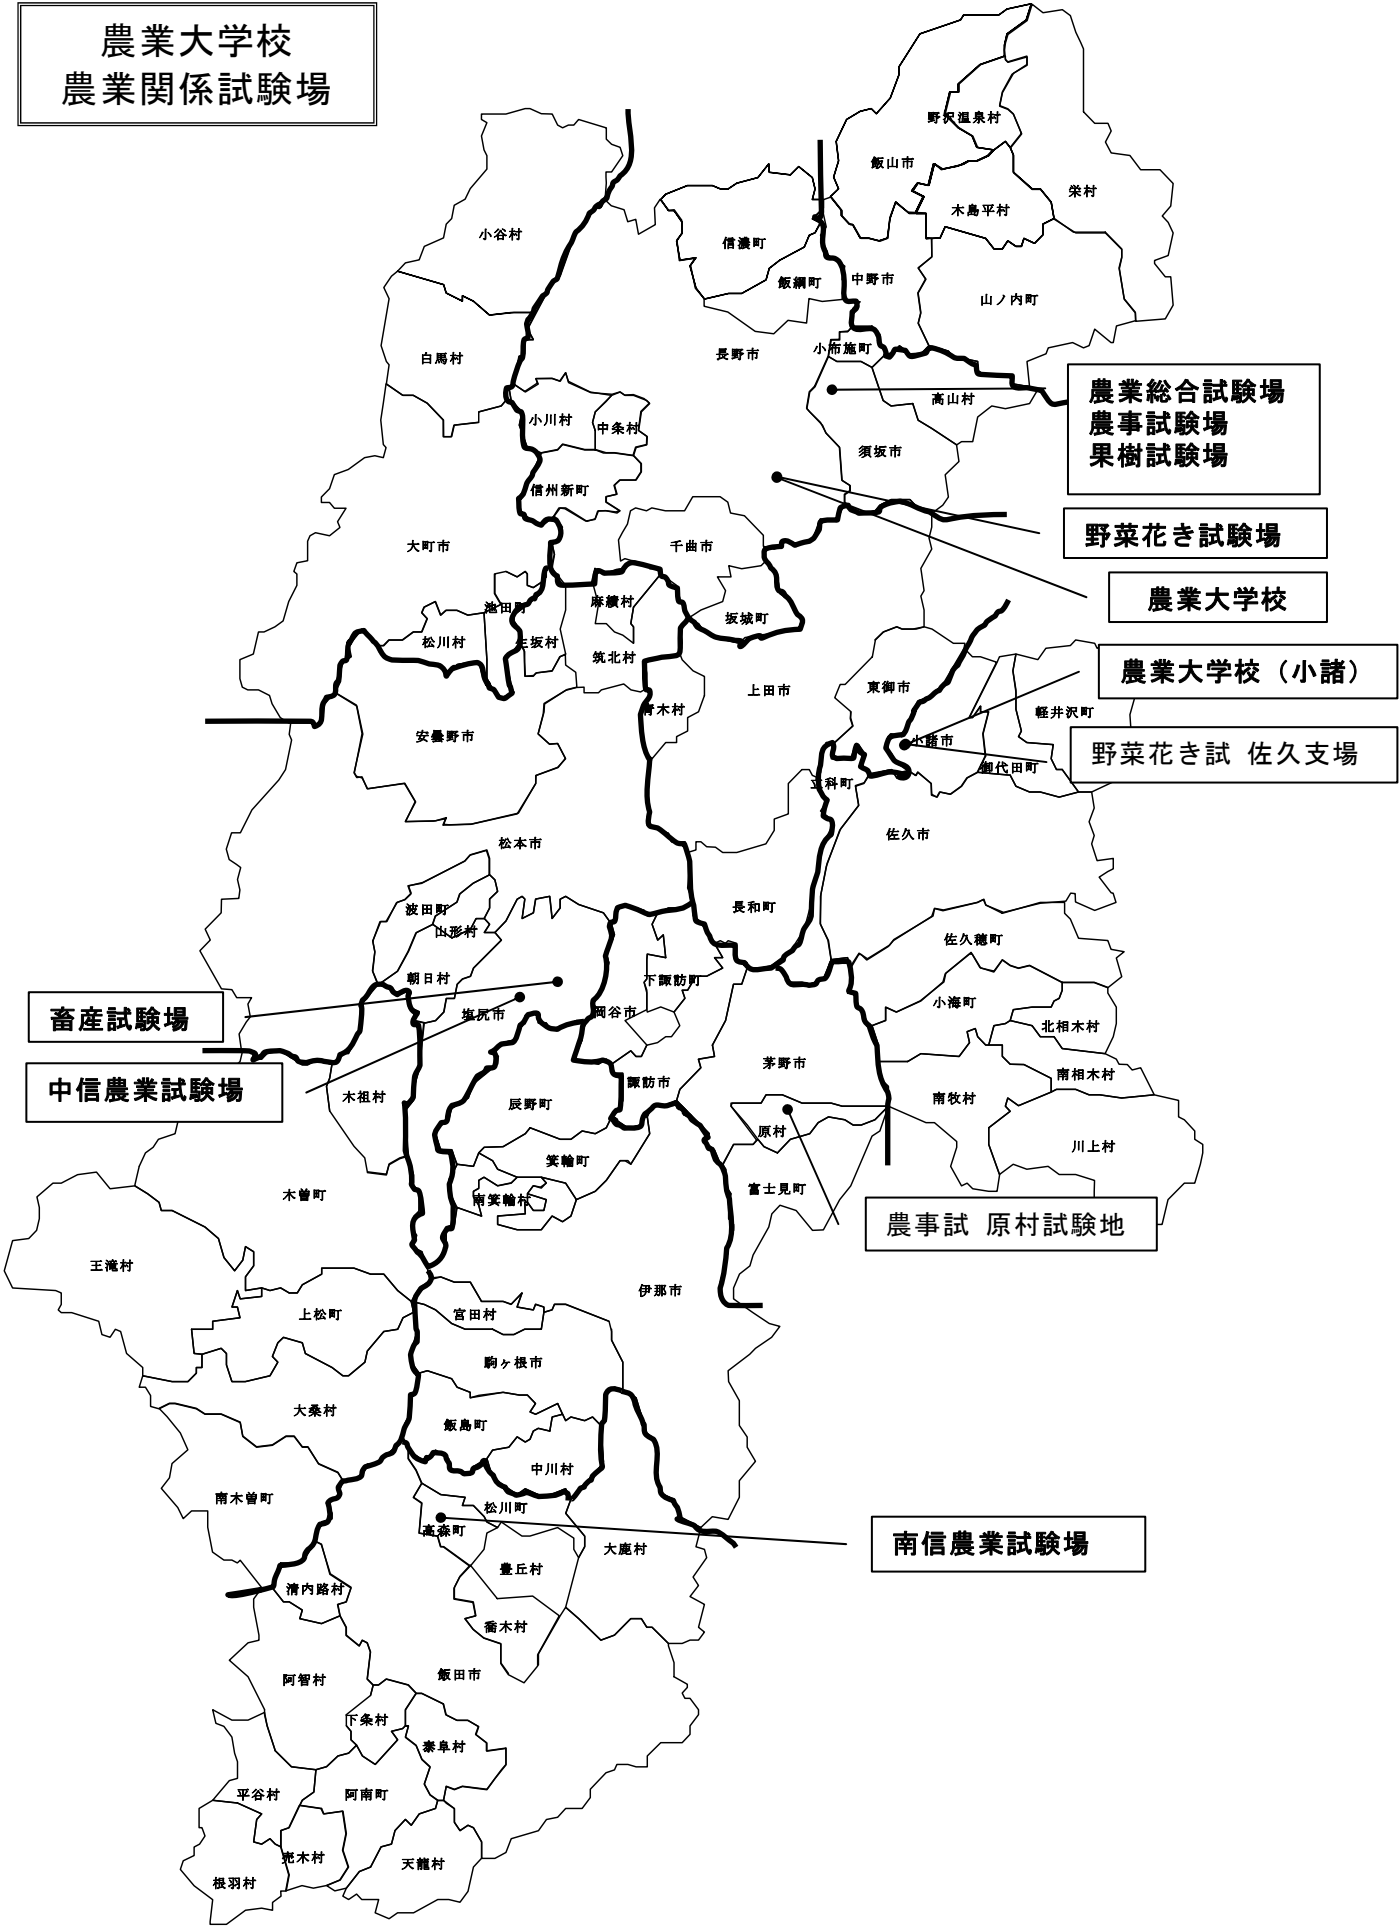 農業大学校
農業関係試験場
野沢温泉村
飯山市
栄村
木島平村
小谷村
信濃町
飯綱町
中野市
山ノ内町
白馬村
長野市
小布施町
農業総合試験場
農事試験場
果樹試験場
高山村
小川村
中条村
須坂市
信州新町
野菜花き試験場
大町市
千曲市
農業大学校
池田町
麻績村
坂城町
松川村
生坂村
筑北村
農業大学校（小諸）
上田市
東御市
青木村
軽井沢町
安曇野市
小諸市
野菜花き試 佐久支場
御代田町
立科町
松本市
佐久市
波田町
長和町
山形村
佐久穂町
朝日村
下諏訪町
小海町
畜産試験場
塩尻市
岡谷市
北相木村
茅野市
南相木村
中信農業試験場
諏訪市
木祖村
辰野町
南牧村
原村
川上村
箕輪町
木曽町
南箕輪村
富士見町
農事試 原村試験地
王滝村
伊那市
上松町
宮田村
駒ヶ根市
大桑村
飯島町
中川村
南木曽町
松川町
高森町
南信農業試験場
大鹿村
豊丘村
清内路村
喬木村
飯田市
阿智村
下条村
泰阜村
平谷村
阿南町
売木村
天龍村
根羽村